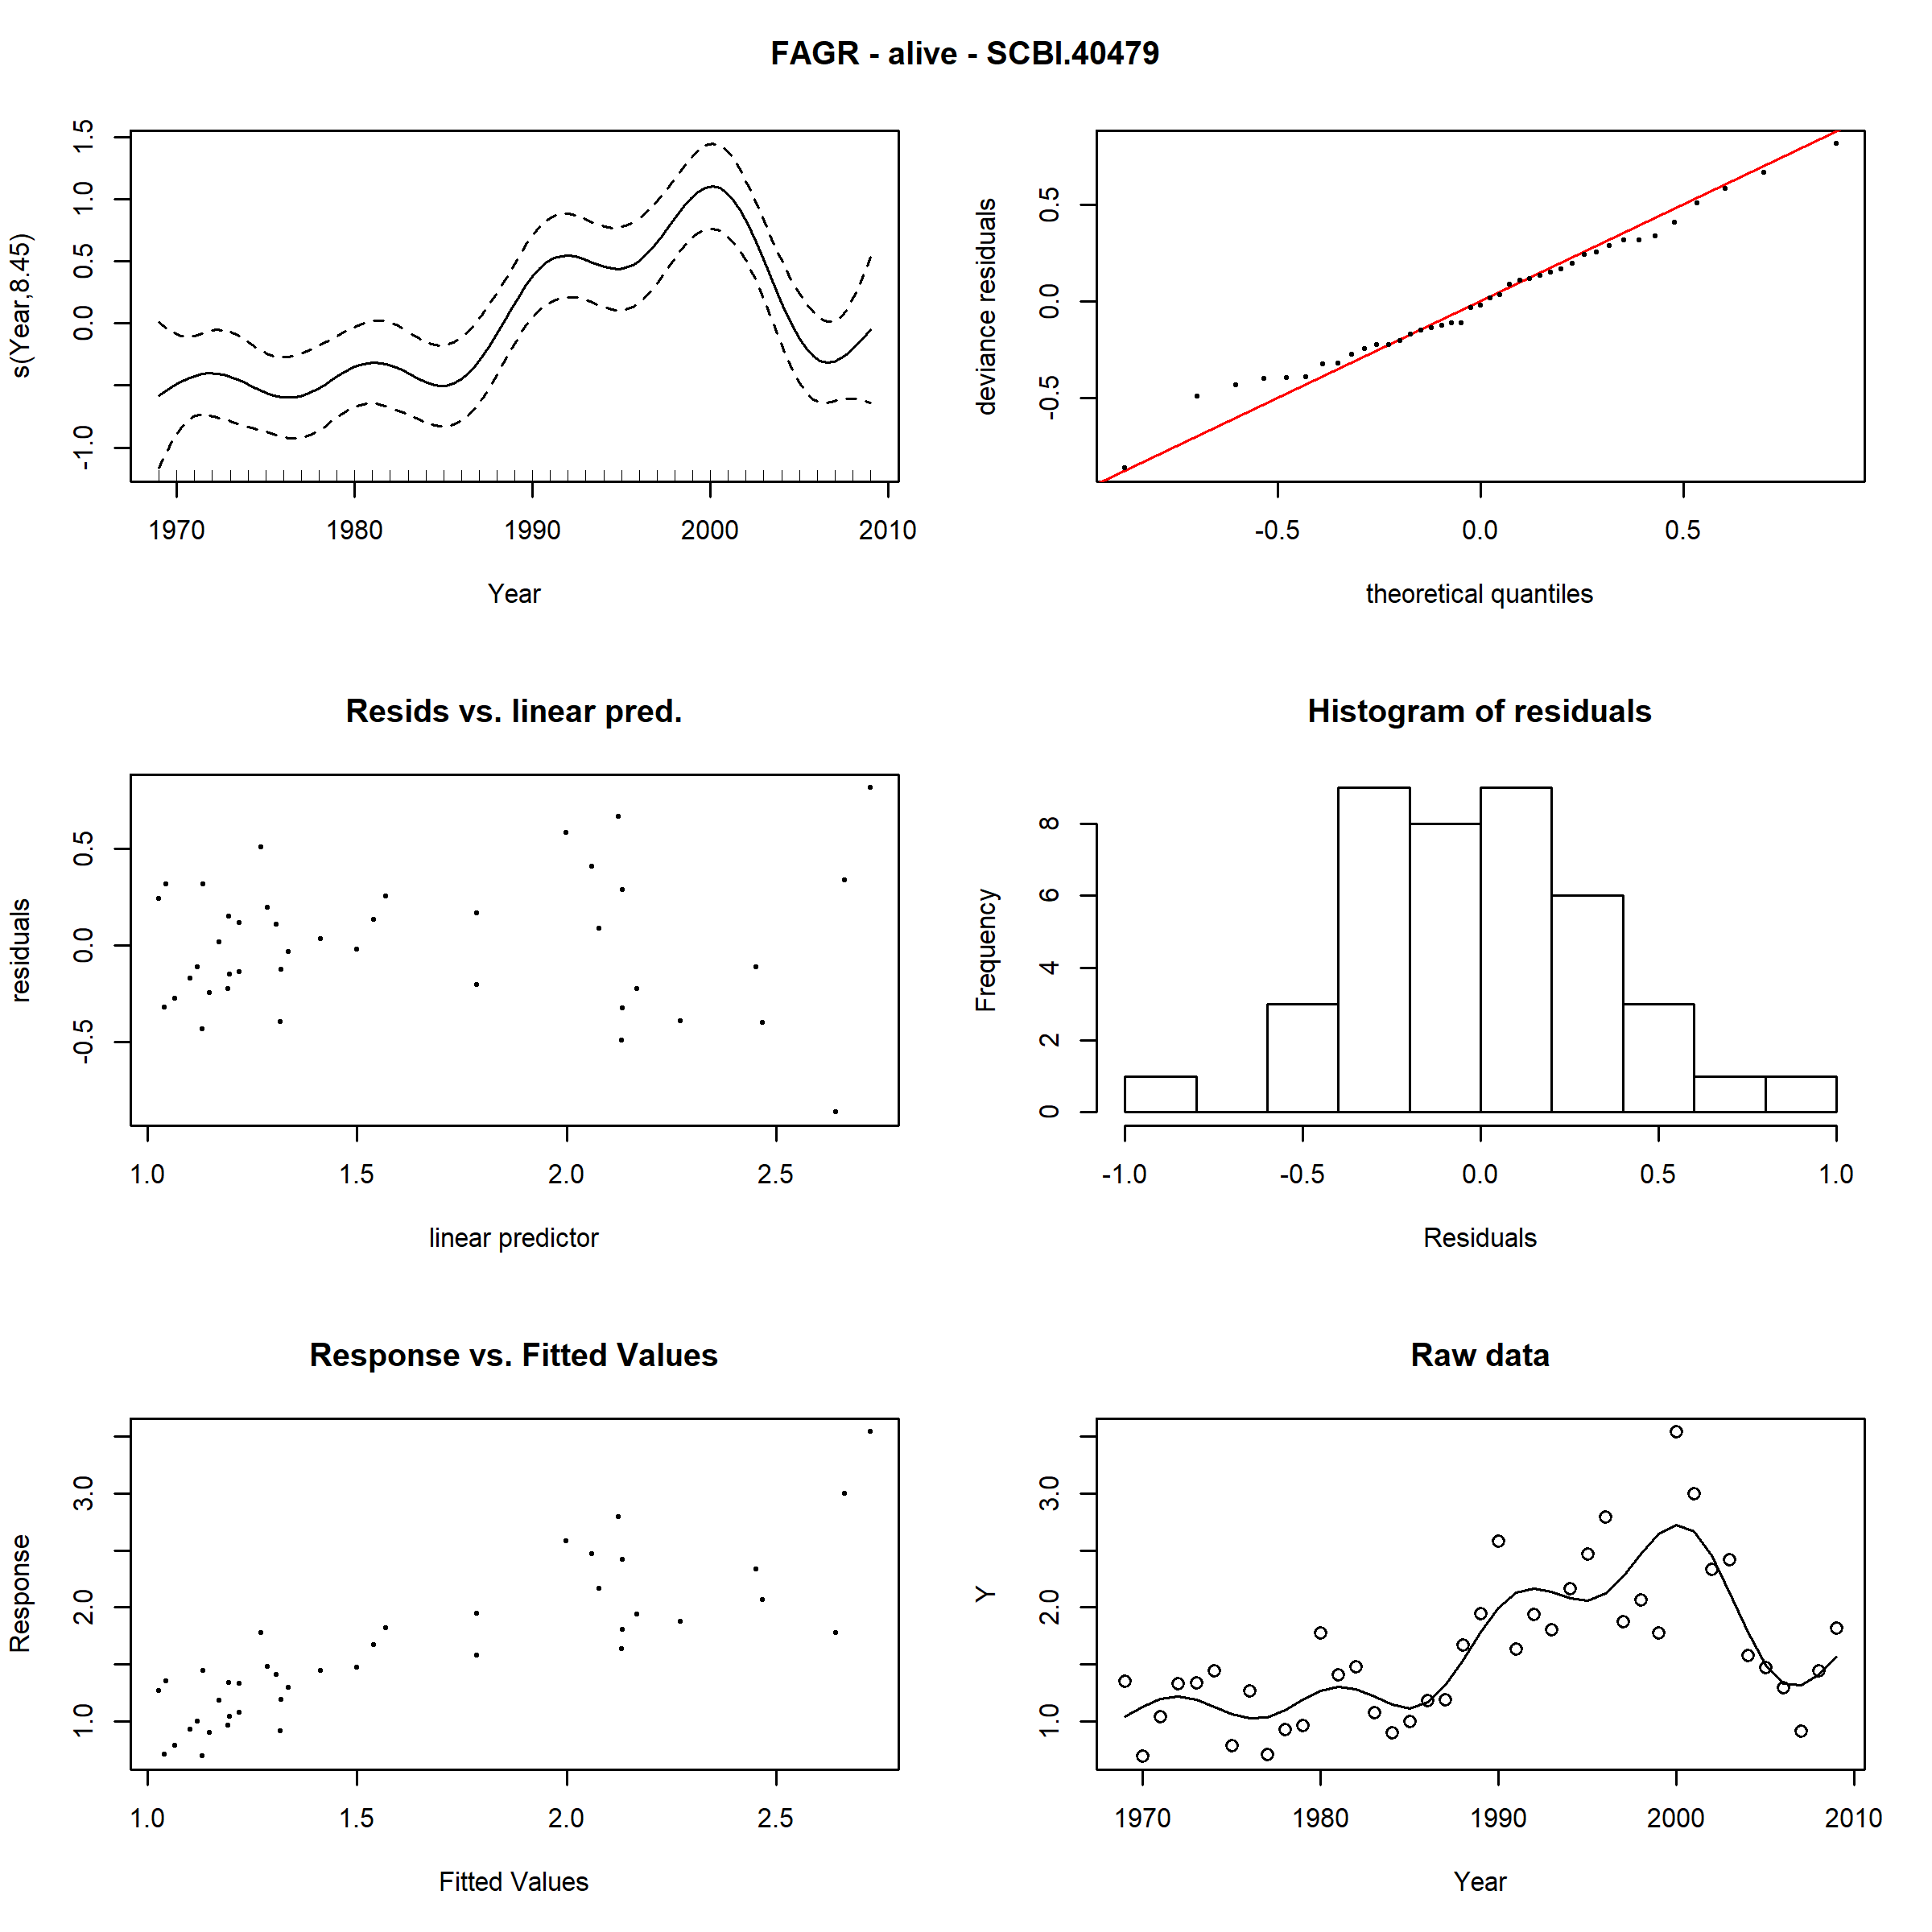 FAGR - alive - SCBI.40479
s(Year,8.45)
-1.0 0.0 0.5 1.0 1.5
1970 1980 1990 2000 2010
Year
deviance residuals
-0.5 0.0 0.5
-0.5 0.0 0.5
theoretical quantiles
Resids vs. linear pred.
residuals
-0.5 0.0 0.5
1.0 1.5 2.0 2.5
linear predictor
Histogram of residuals
Frequency
0 2 4 6 8
-1.0 -0.5 0.0 0.5 1.0
Residuals
Response vs. Fitted Values
Response
1.0 2.0 3.0
1.0 1.5 2.0 2.5
Fitted Values
Raw data
Y
1.0 2.0 3.0
1970 1980 1990 2000 2010
Year